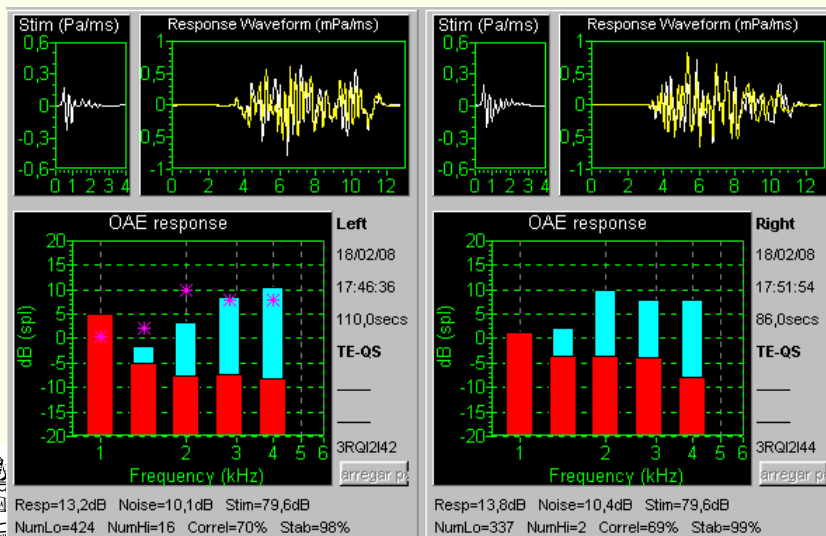 Stim (Pa/ms)
0,6
0,3
0
-0,3
-0,6
0 1 2 3 4
Response Waveform (mPa/ms)
1
0,5
0
0,5
-1
0 2 4 6 8 10 12
OAE response
20
15
10
5
0
-5
-10
-15
-20
dB (spl)
1 2 3 4 5 6
Frequency (kHz)
Left
18/02/08
17:46:36
110,0secs
TE-QS
3RQI2I42
arregar p
Resp=13,2dB Noise=10,1dB Stim=79,6dB
NumLo=424 NumHi=16 Correl=70% Stab=98%
Stim (Pa/ms)
0,6
0,3
0
-0,3
-0,6
0 1 2 3 4
Response Waveform (mPa/ms)
1
0,5
0
0,5
-1
0 2 4 6 8 10 12
OAE response
20
15
10
5
0
-5
-10
-15
-20
dB (spl)
1 2 3 4 5 6
Frequency (kHz)
Right
18/02/08
17:51:54
86,0secs
TE-QS
3RQI2I44
arregar p
Resp=13,8dB Noise=10,4dB Stim=79,6dB
NumLo=337 NumHi=2 Correl=69% Stab=99%